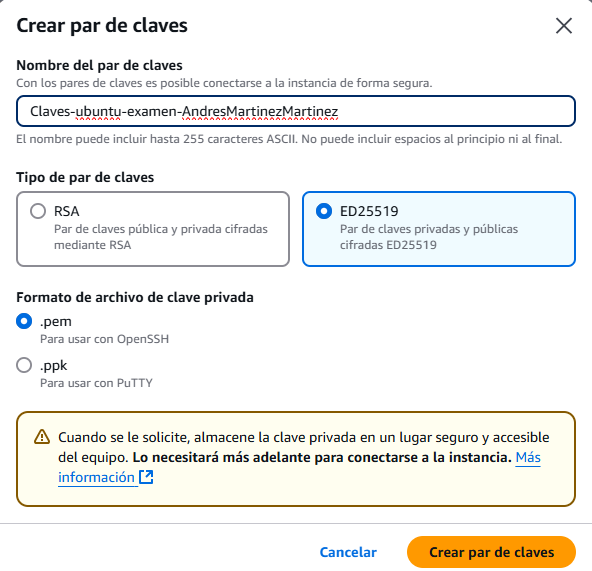 Crear par de claves
Nombre del par de claves
Con los pares de claves es posible conectarse a la instancia de forma segura.
Claves-ubuntu-examen-AndresMartinezMartinez
El nombre puede incluir hasta 255 caracteres ASCII. No puede incluir espacios al principio ni al final.
Tipo de par de claves
RSA
Par de claves pública y privada cifradas
mediante RSA
ED25519
Par de claves privadas y públicas
cifradas ED25519
Formato de archivo de clave privada
.pem
Para usar con OpenSSH
.ppk
Para usar con PuTTY
Cuando se le solicite, almacene la clave privada en un lugar seguro y accesible
del equipo. Lo necesitará más adelante para conectarse a la instancia. Más
información
Cancelar
Crear par de claves